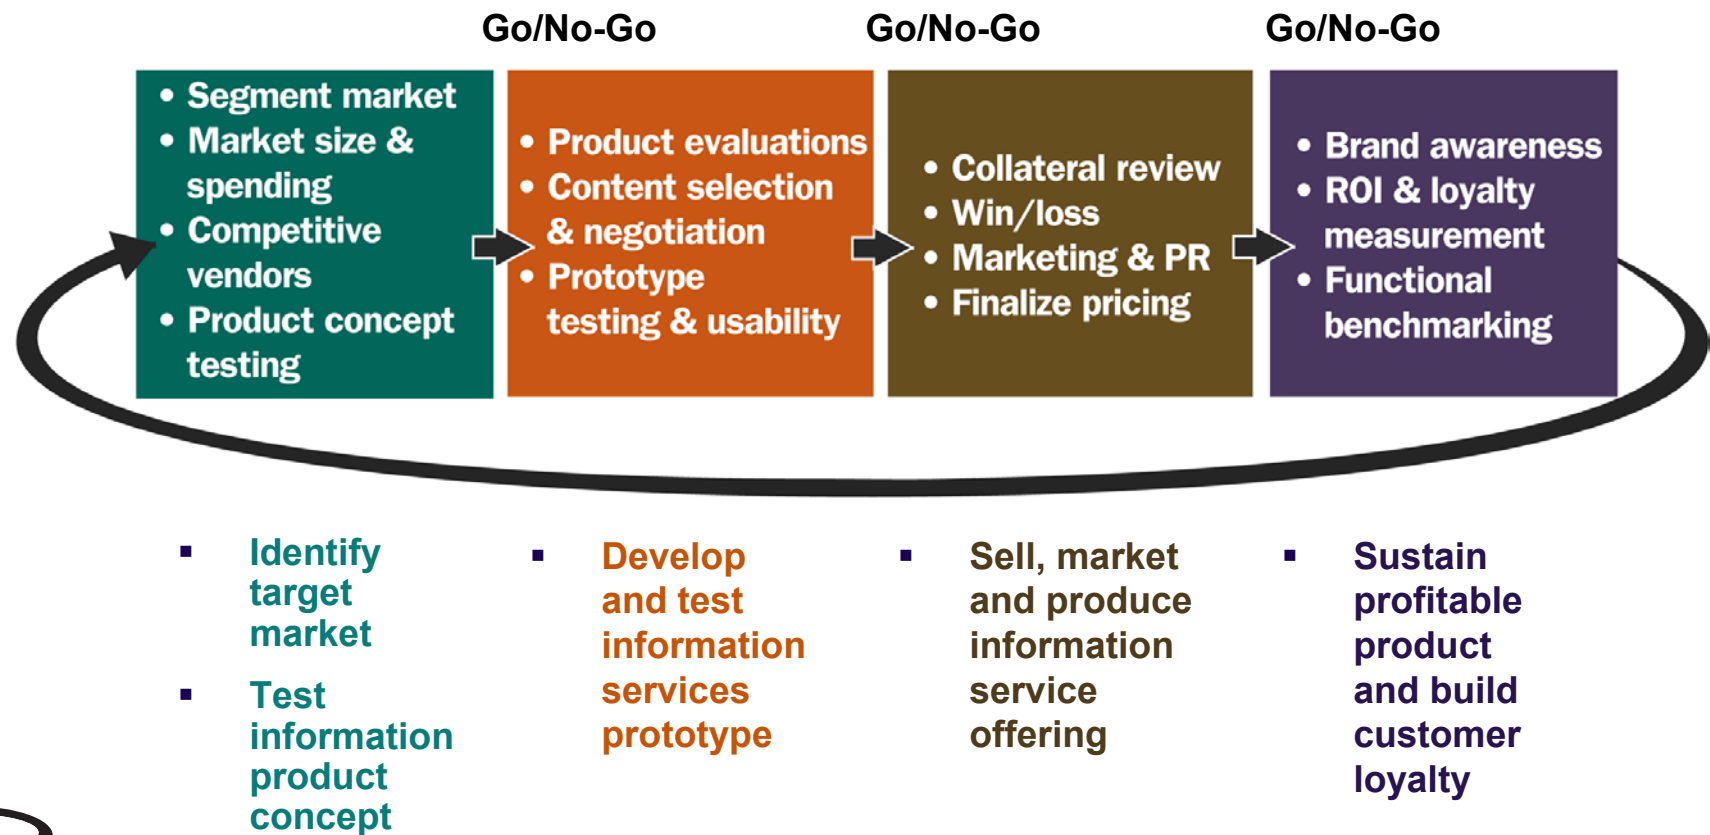 Go/No-Go Go/No-Go Go/No-Go
• Segment market
• Market size &
spending
• Competitive
vendors
• Product concept
testing
• Product evaluations
• Content selection
& negotiation
• Prototype
testing & usability
• Collateral review
• Win/loss
• Marketing & PR
• Finalize pricing
• Brand awareness
• ROI & loyalty
measurement
• Functional
benchmarking
▪ Identify
target
market
▪ Test
information
product
concept
▪ Develop
and test
information
services
prototype
▪ Sell, market
and produce
information
service
offering
▪ Sustain
profitable
product
and build
customer
loyalty